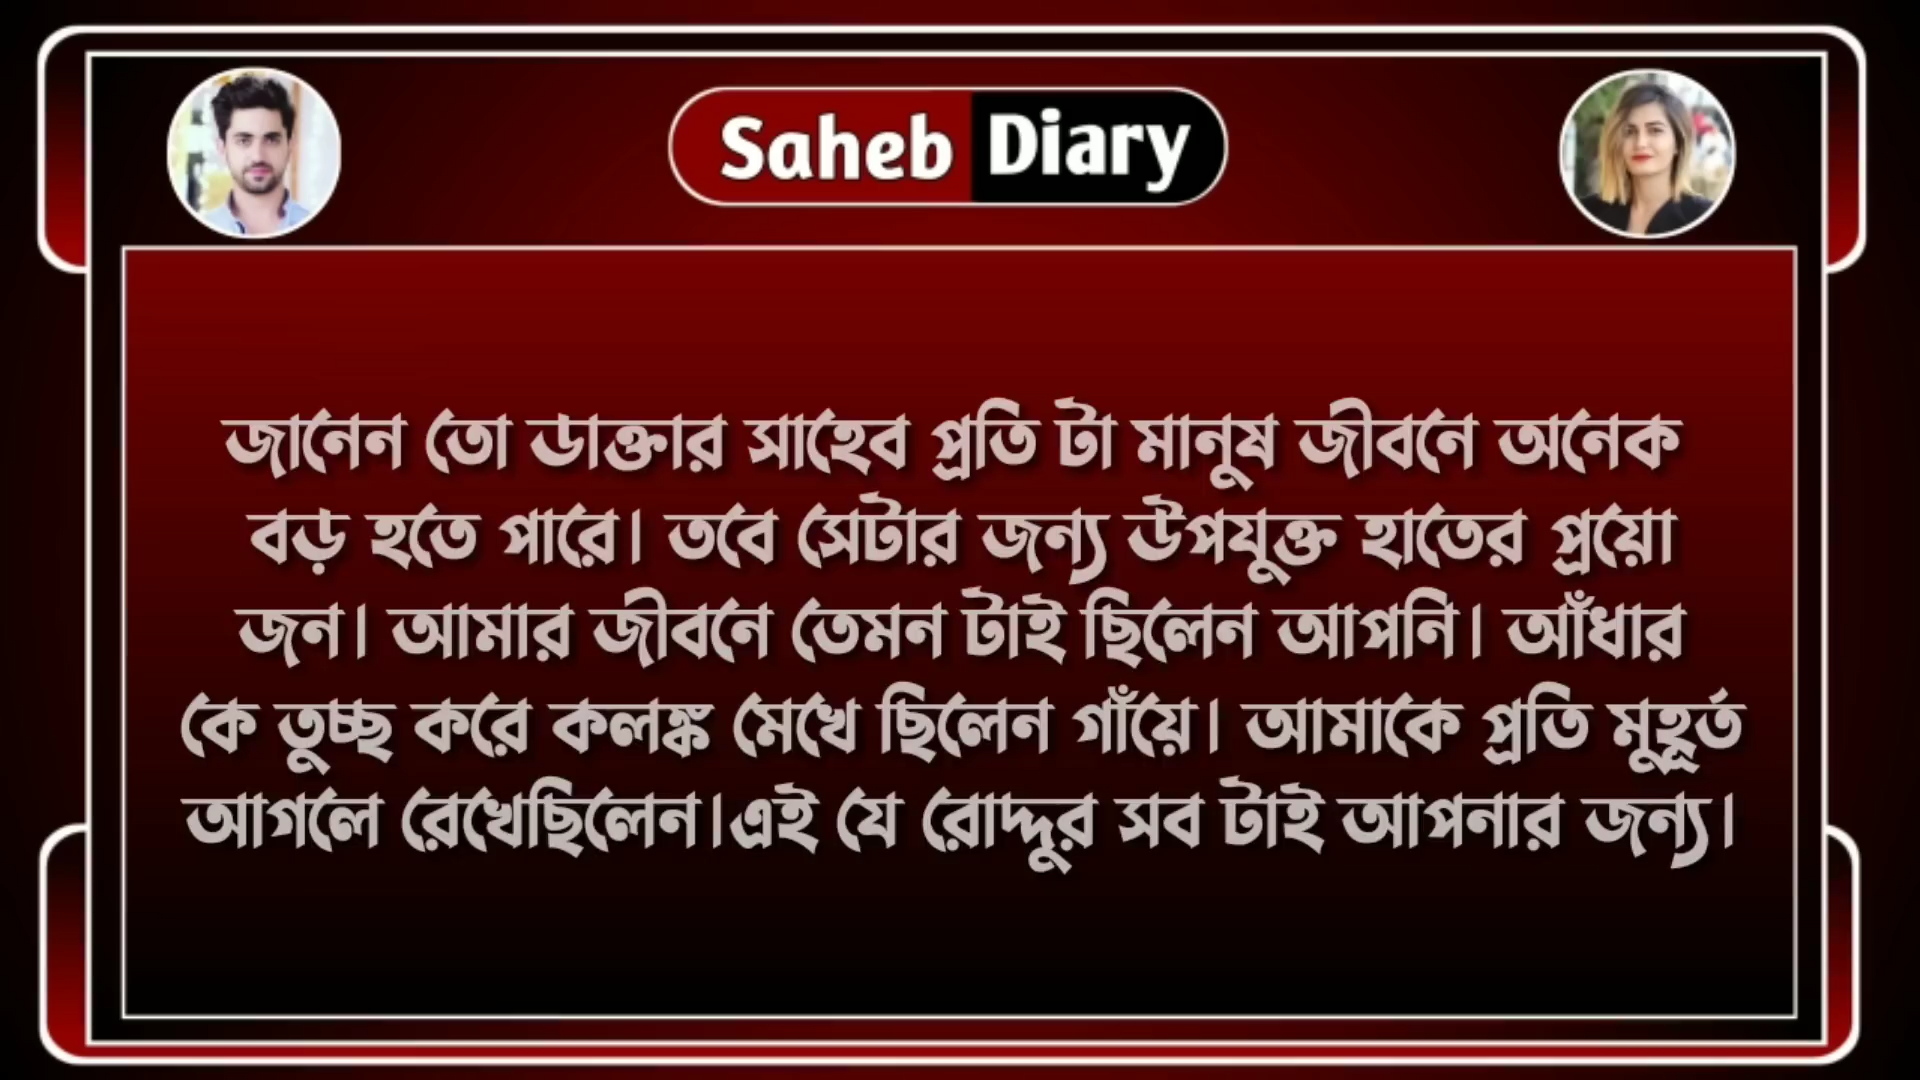 Saheb Diary
জানেন তো ডাক্তার সাহেব প্রতি টা মানুষ জীবনে অনেক
বড় হতে পারে। তবে সেটার জন্য উপযুক্ত হাতের প্রয়ো
জন। আমার জীবনে তেমন টাই ছিলেন আপনি। আঁধার
কে তুচ্ছ করে কলঙ্ক মেখে ছিলেন গাঁয়ে। আমাকে প্রতি মুহূর্ত
আগলে রেখেছিলেন।এই যে রোদ্দুর সব টাই আপনার জন্য।